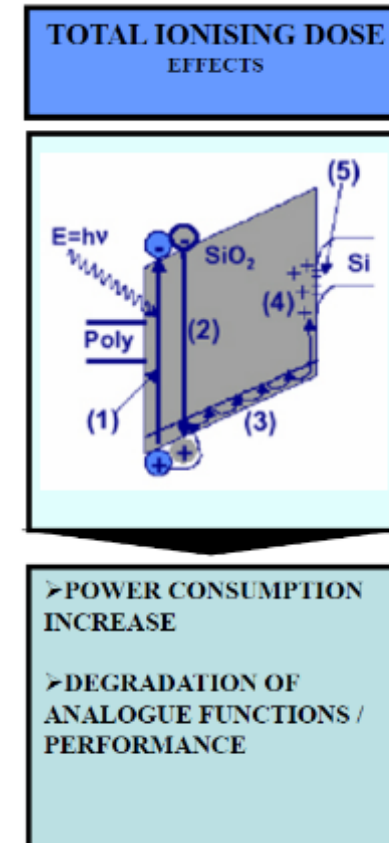 TOTAL IONISING DOSE
EFFECTS
(5)
E=hν
SiO₂
Si
(4)
Poly
(2)
(1)
(3)
➢POWER CONSUMPTION
INCREASE
➢DEGRADATION OF
ANALOGUE FUNCTIONS /
PERFORMANCE